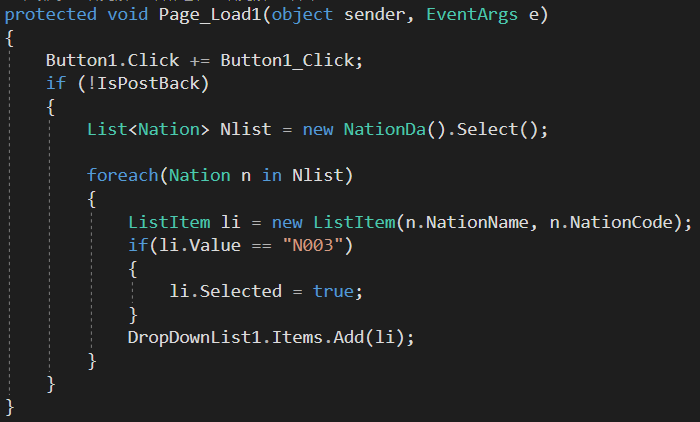 protected void Page_Load1(object sender, EventArgs e)
{
    Button1.Click += Button1_Click;
    if (!IsPostBack)
    {
        List<Nation> Nlist = new NationDa().Select();

        foreach(Nation n in Nlist)
        {
            ListItem li = new ListItem(n.NationName, n.NationCode);
            if(li.Value == "N003")
            {
                li.Selected = true;
            }
            DropDownList1.Items.Add(li);
        }
    }
}